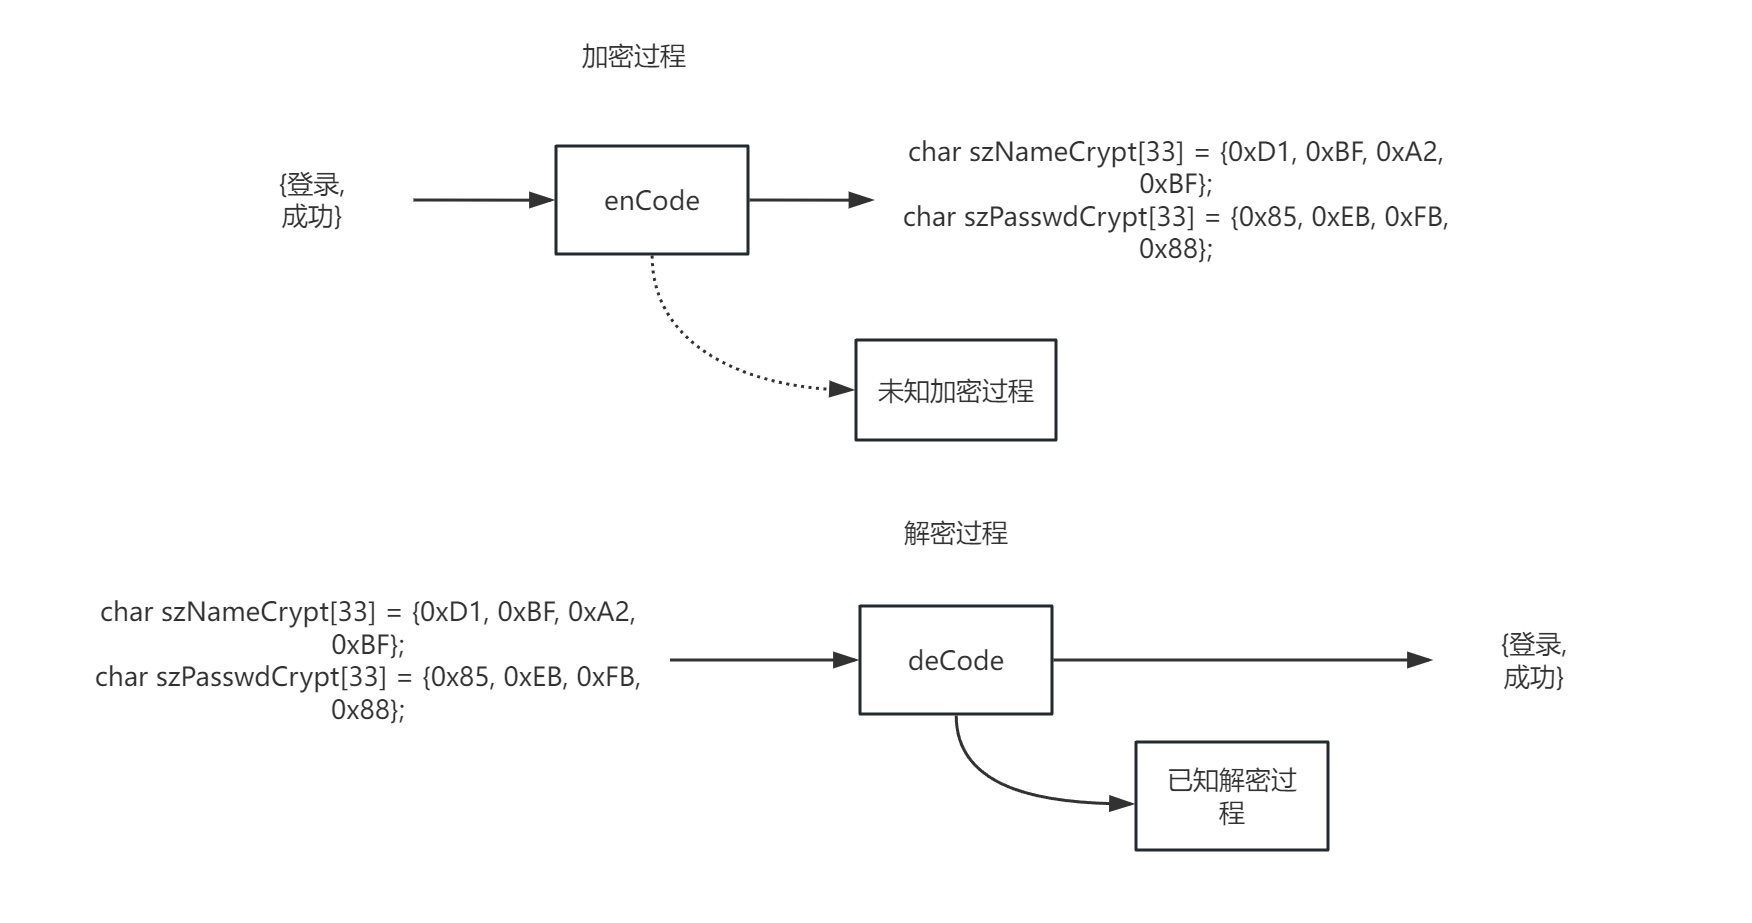 加密过程
{登录,
成功}
enCode
char szNameCrypt[33] = {0xD1, 0xBF, 0xA2,
0xBF};
char szPasswdCrypt[33] = {0x85, 0xEB, 0xFB,
0x88};
未知加密过程
解密过程
char szNameCrypt[33] = {0xD1, 0xBF, 0xA2,
0xBF};
char szPasswdCrypt[33] = {0x85, 0xEB, 0xFB,
0x88};
deCode
{登录,
成功}
已知解密过
程